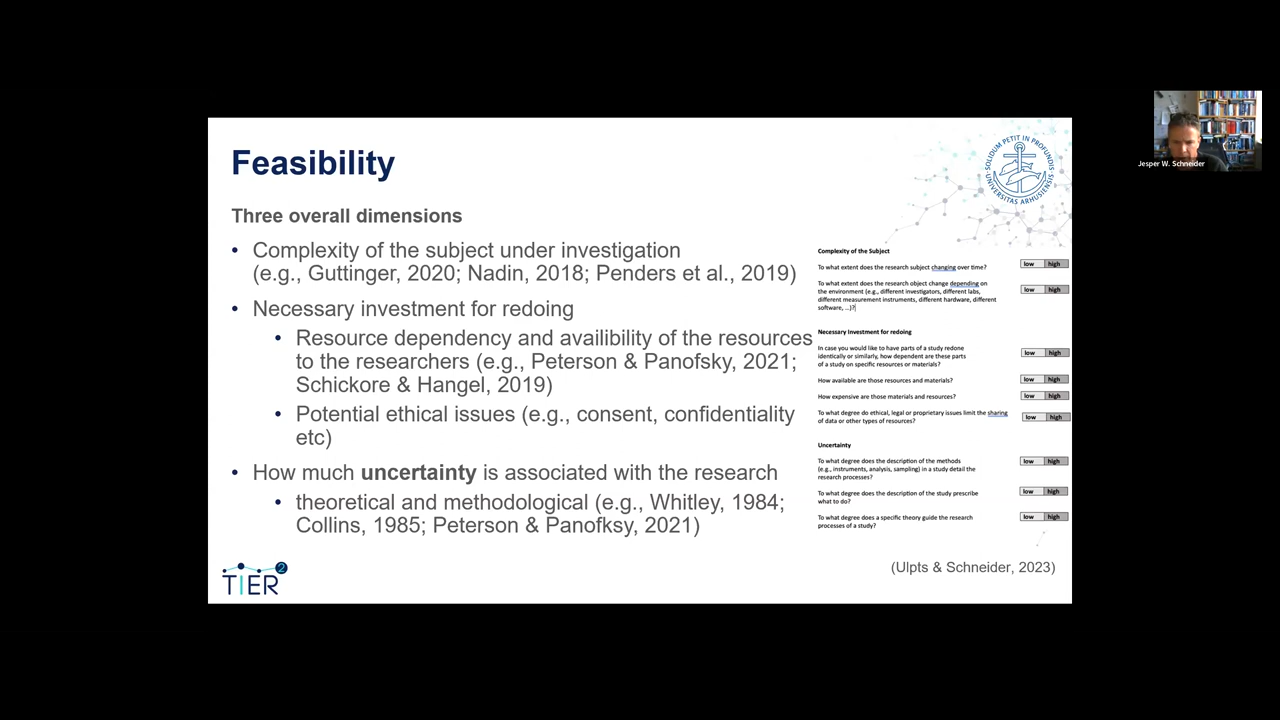 Feasibility
SOLIDUM PETIT IN PROFUNDIS
UNIVERSITAS ARHUSIENSIS
Three overall dimensions
• Complexity of the subject under investigation
(e.g., Guttinger, 2020; Nadin, 2018; Penders et al., 2019)
• Necessary investment for redoing
• Resource dependency and availibility of the resources
to the researchers (e.g., Peterson & Panofsky, 2021;
Schickore & Hangel, 2019)
• Potential ethical issues (e.g., consent, confidentiality
etc)
• How much uncertainty is associated with the research
• theoretical and methodological (e.g., Whitley, 1984;
Collins, 1985; Peterson & Panofksy, 2021)
Complexity of the Subject
To what extent does the research subject changing over time?
low high
To what extent does the research object change depending on
the environment (e.g., different investigators, different labs,
different measurement instruments, different hardware, different
software, ...)?
low high
Necessary Investment for redoing
In case you would like to have parts of a study redone
identically or similarly, how dependent are these parts
of a study on specific resources or materials?
low high
How available are those resources and materials?
low high
How expensive are those materials and resources?
low high
To what degree do ethical, legal or proprietary issues limit the sharing
of data or other types of resources?
low high
Uncertainty
To what degree does the description of the methods
(e.g., instruments, analysis, sampling) in a study detail the
research processes?
low high
To what degree does the description of the study prescribe
what to do?
low high
To what degree does a specific theory guide the research
processes of a study?
low high
TIER2
(Ulpts & Schneider, 2023)
Jesper W. Schneider